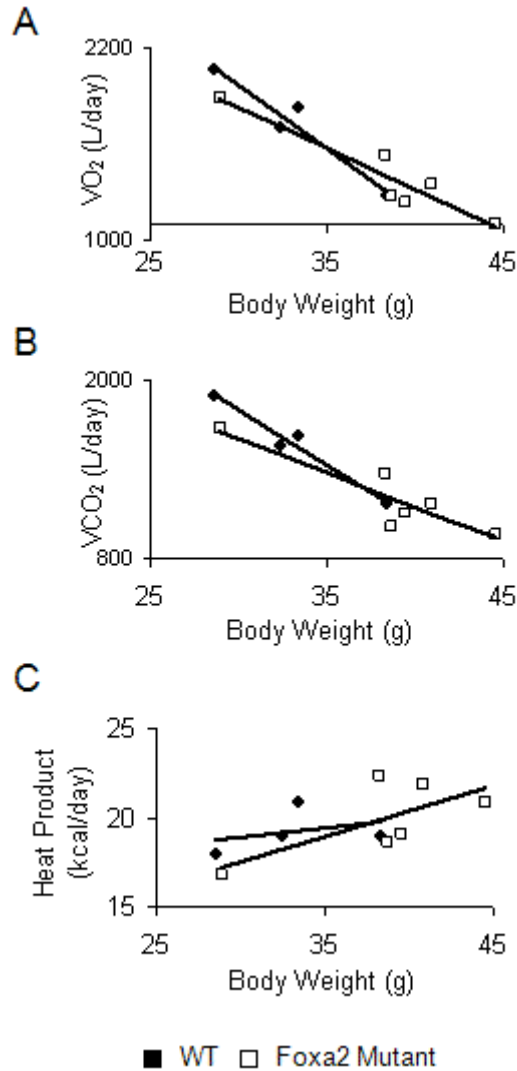 A
2200
VO₂ (L/day)
1000
25 35 45
Body Weight (g)
B
2000
VCO₂ (L/day)
800
25 35 45
Body Weight (g)
C
25
Heat Product
(kcal/day)
20
15
25 35 45
Body Weight (g)
WT Foxa2 Mutant